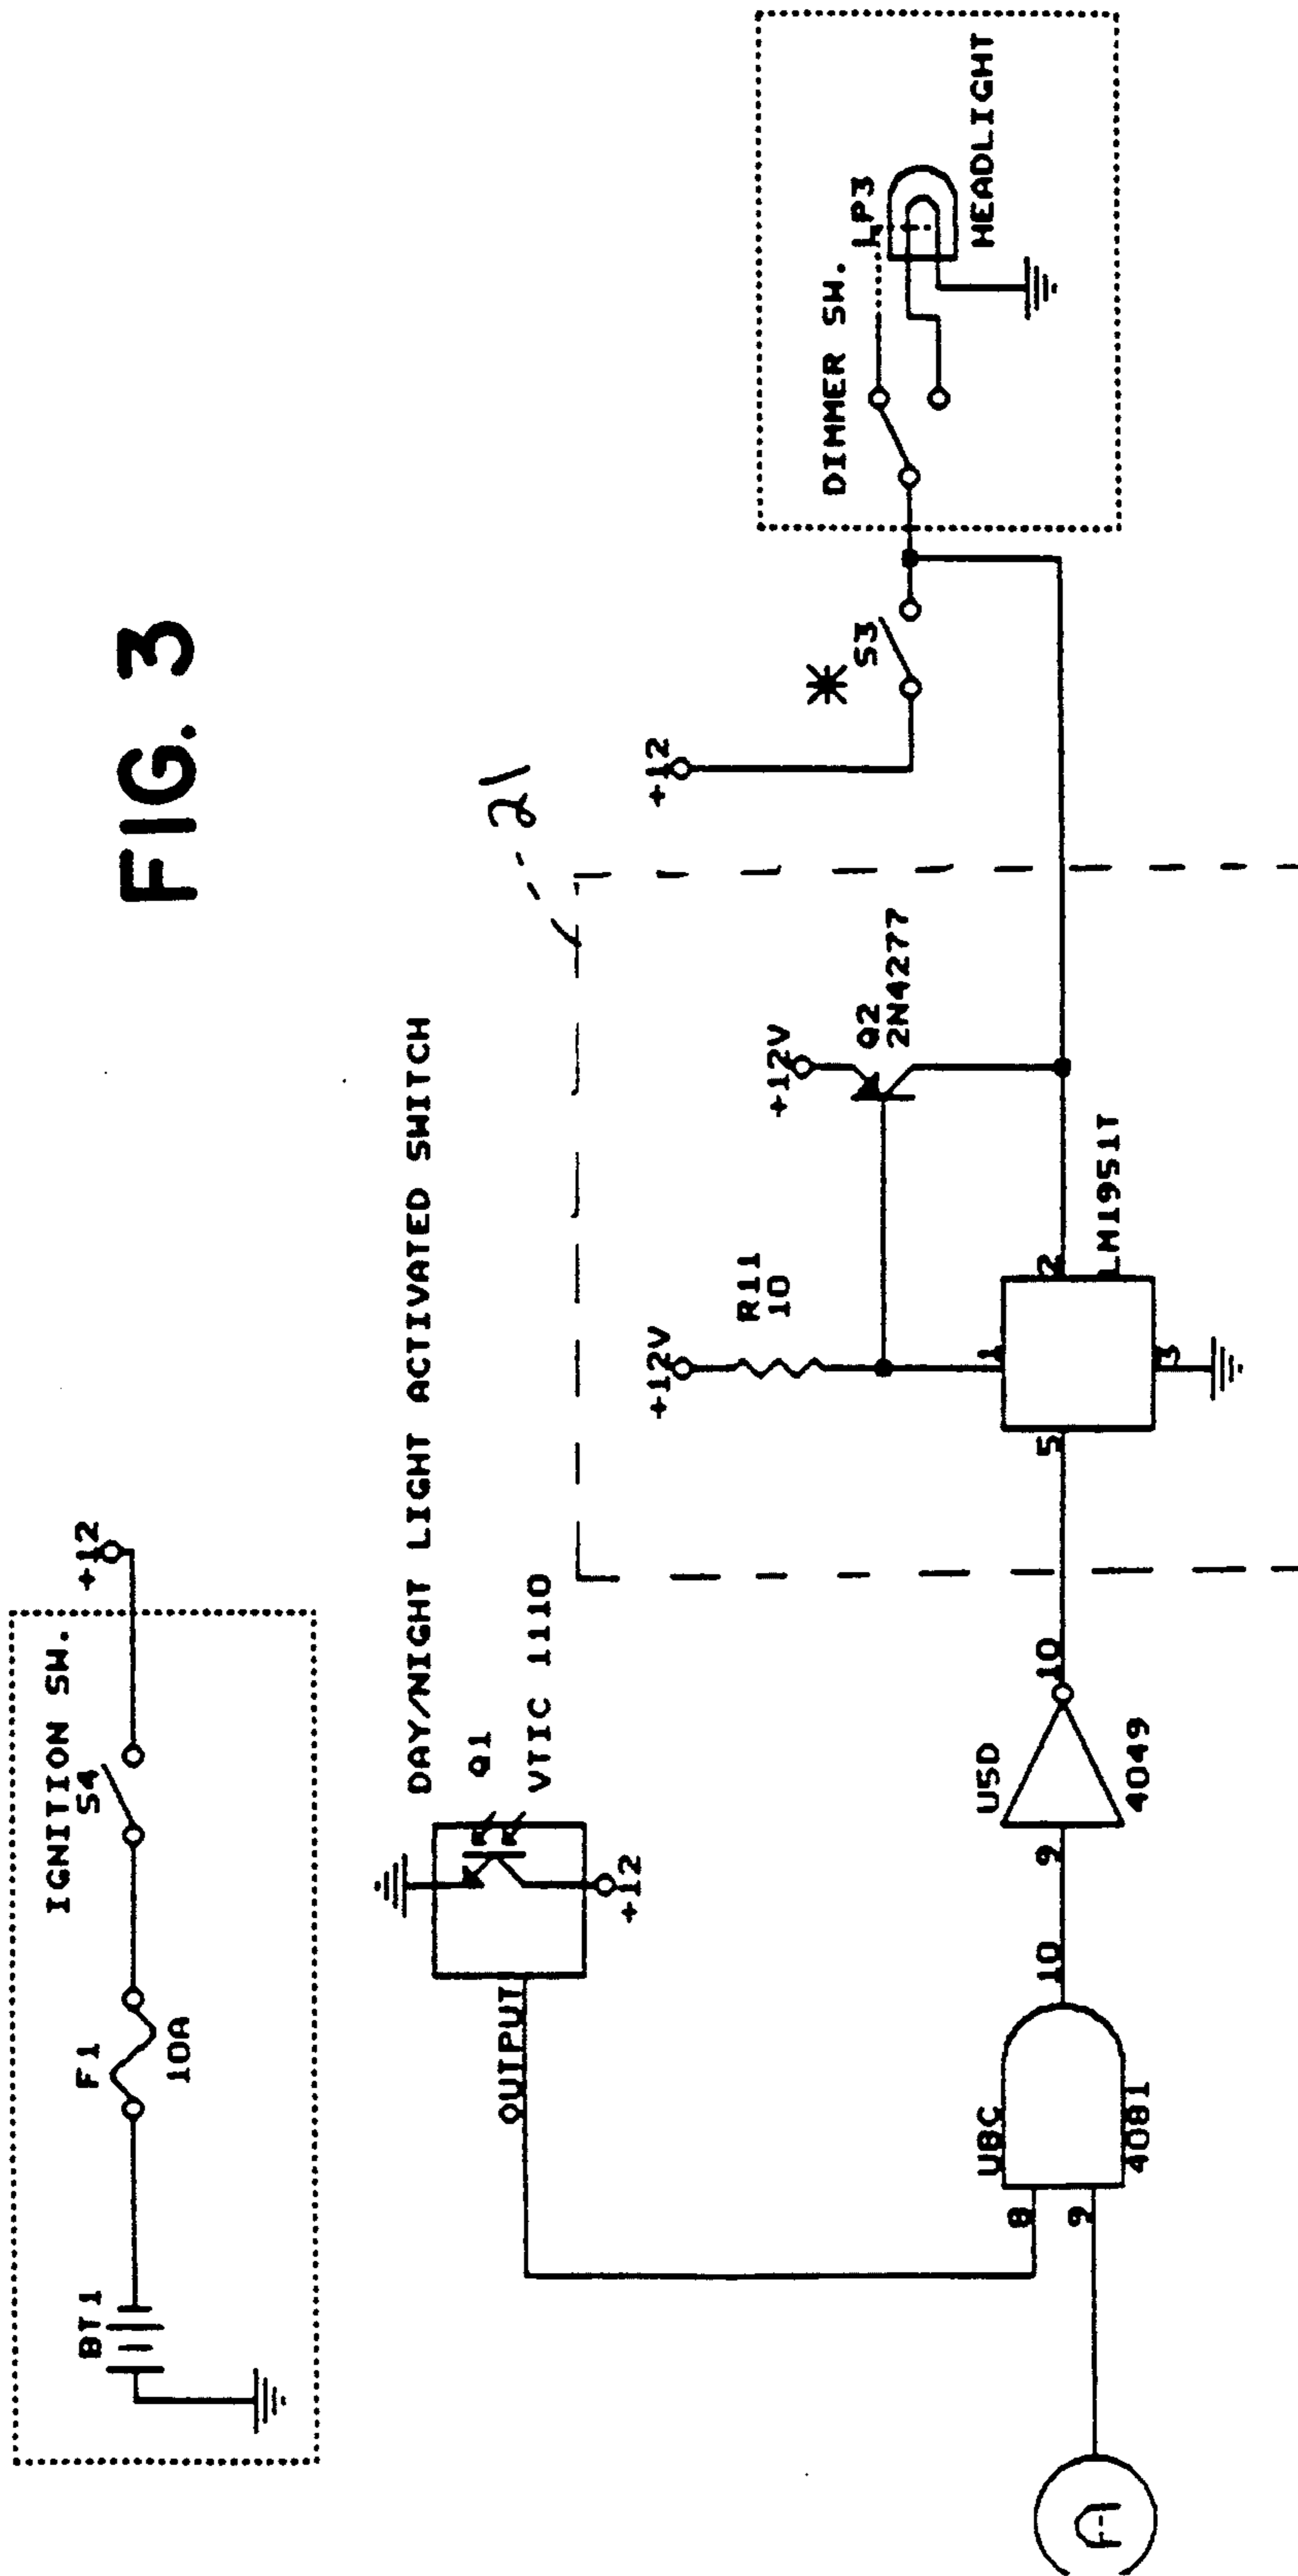 FIG. 3
IGNITION SW.
BT1
F1
10A
S4
+12
DAY/NIGHT LIGHT ACTIVATED SWITCH
Q1
VTIC 1110
OUTPUT
+12
21
+12V
R11
10
+12V
Q2
2N4277
+12
S3
DIMMER SW.
LP3
HEADLIGHT
A
8
9
U8C
4081
10
9
U5D
4049
10
5
1
2
3
LM1951T